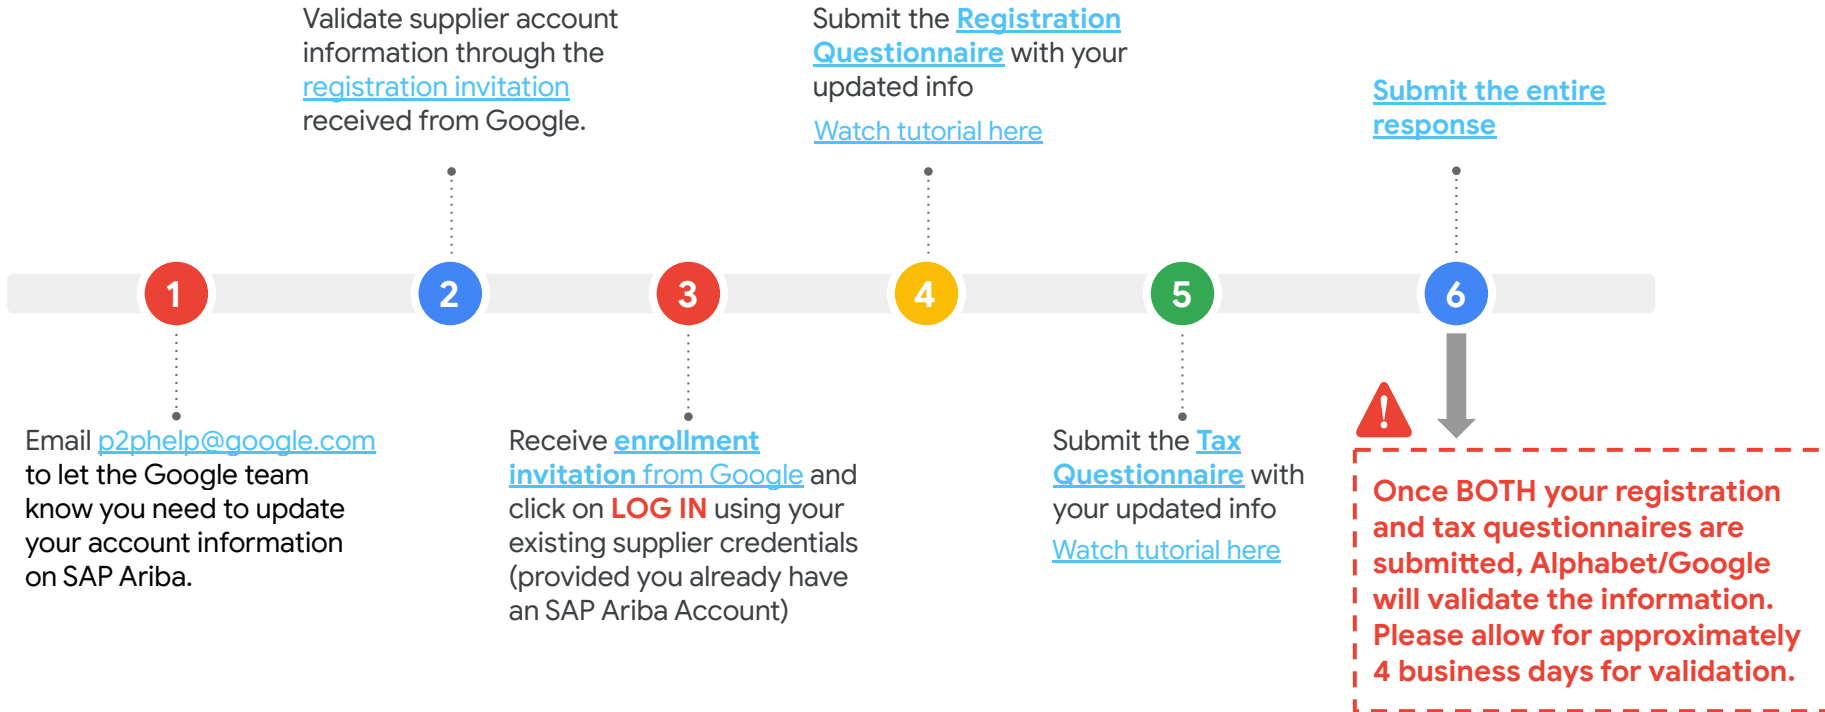 Validate supplier account
information through the
registration invitation
received from Google.
Submit the Registration
Questionnaire with your
updated info
Watch tutorial here
Submit the entire
response
1
2
3
4
5
6
Email p2phelp@google.com
to let the Google team
know you need to update
your account information
on SAP Ariba.
Receive enrollment
invitation from Google and
click on LOG IN using your
existing supplier credentials
(provided you already have
an SAP Ariba Account)
Submit the Tax
Questionnaire with
your updated info
Watch tutorial here
!
Once BOTH your registration
and tax questionnaires are
submitted, Alphabet/Google
will validate the information.
Please allow for approximately
4 business days for validation.